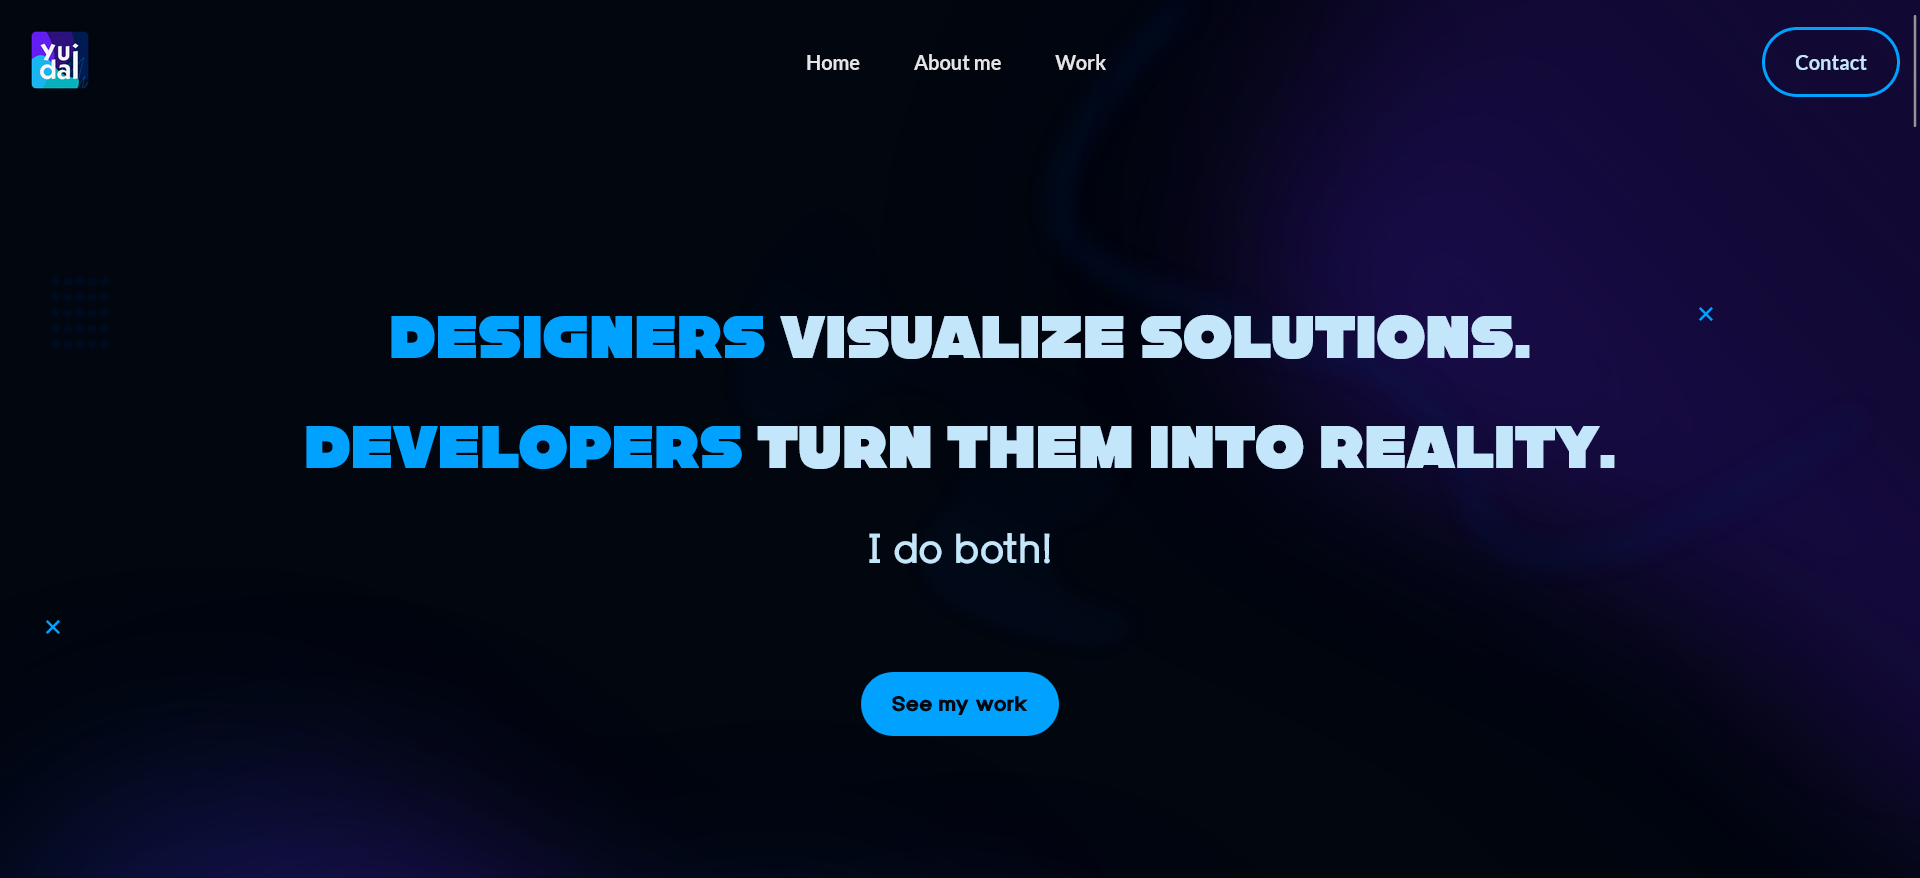 yui
dal
Home About me Work Contact
DESIGNERS VISUALIZE SOLUTIONS.
DEVELOPERS TURN THEM INTO REALITY.
I do both!
See my work